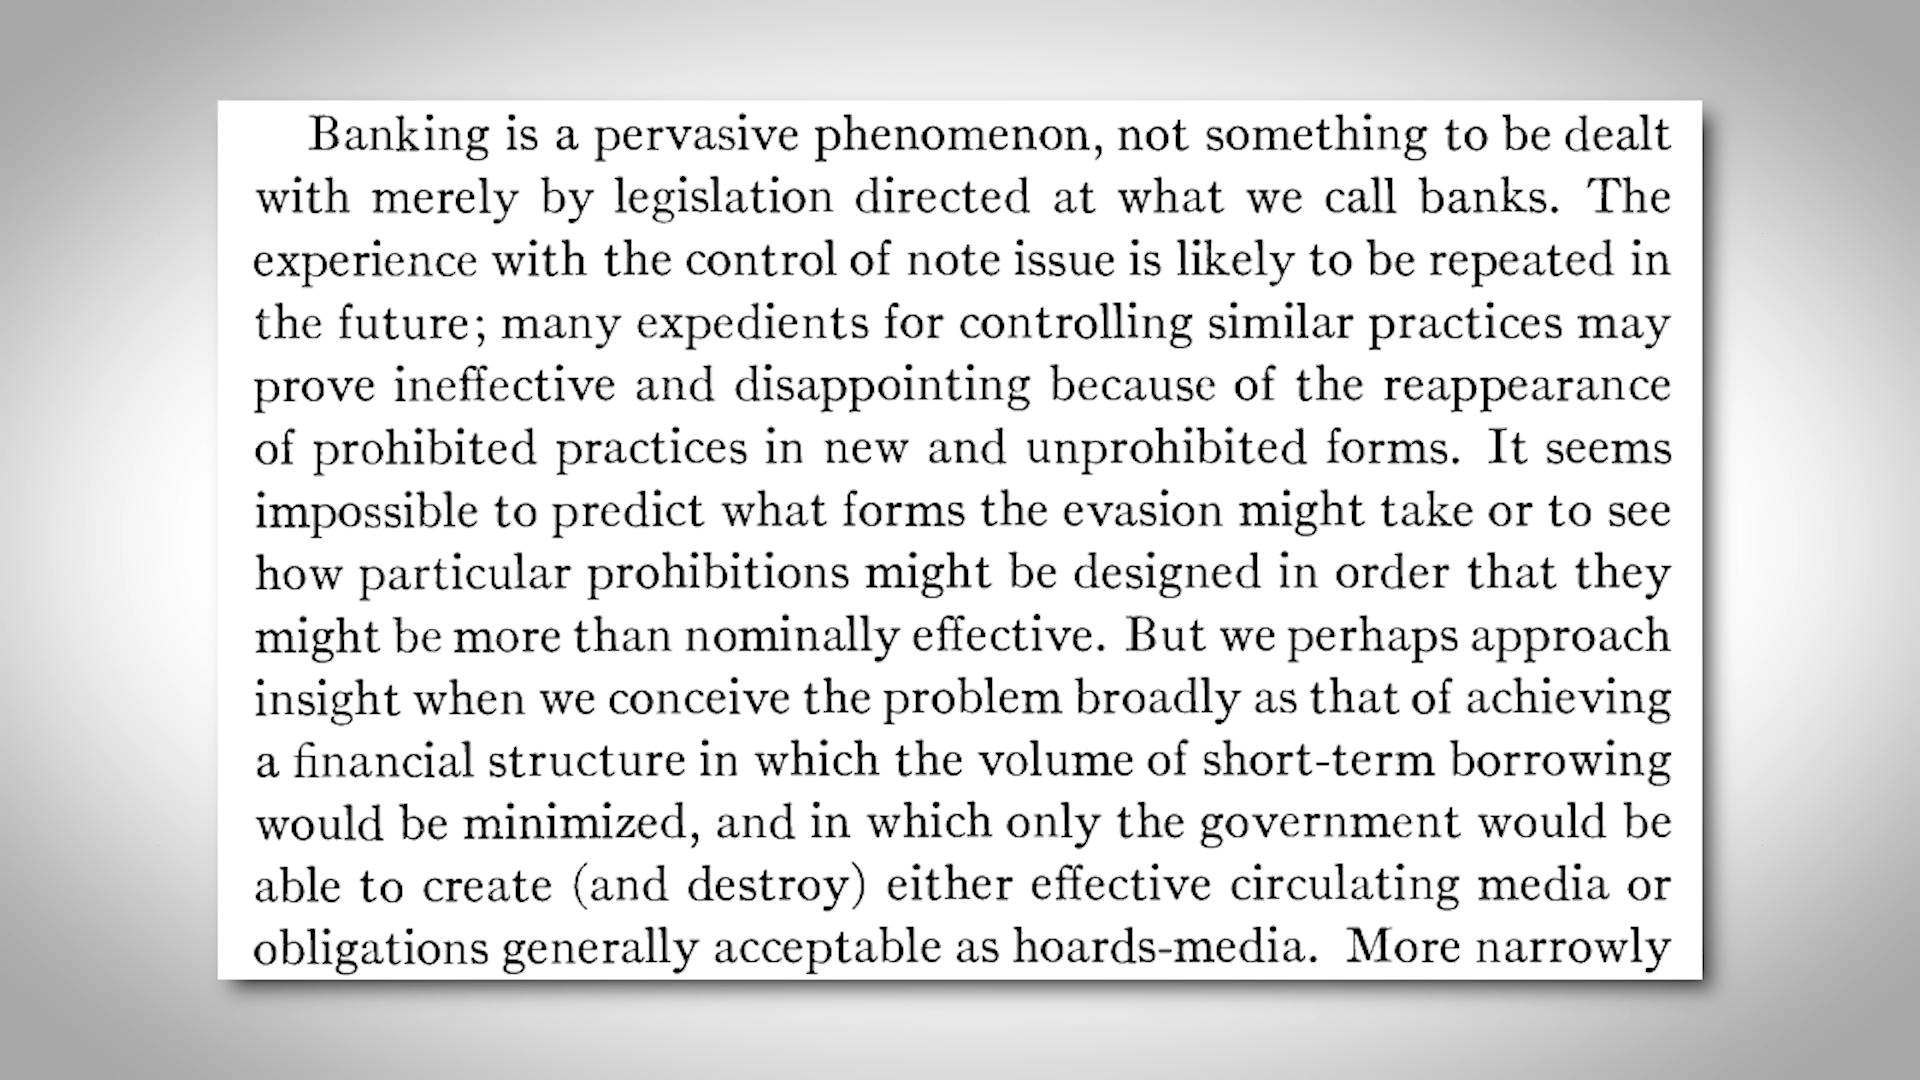 Banking is a pervasive phenomenon, not something to be dealt
with merely by legislation directed at what we call banks. The
experience with the control of note issue is likely to be repeated in
the future; many expedients for controlling similar practices may
prove ineffective and disappointing because of the reappearance
of prohibited practices in new and unprohibited forms. It seems
impossible to predict what forms the evasion might take or to see
how particular prohibitions might be designed in order that they
might be more than nominally effective. But we perhaps approach
insight when we conceive the problem broadly as that of achieving
a financial structure in which the volume of short-term borrowing
would be minimized, and in which only the government would be
able to create (and destroy) either effective circulating media or
obligations generally acceptable as hoards-media. More narrowly